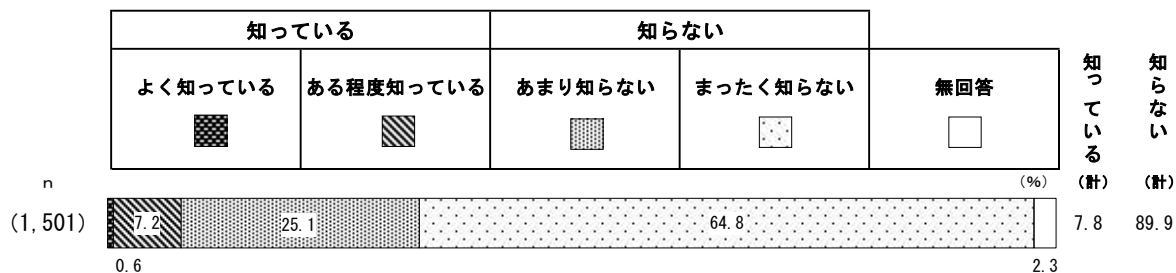 知っている 知らない
よく知っている ある程度知っている あまり知らない まったく知らない 無回答
知っている(計)
知らない(計)
(%)
n
(1,501) 7.2 25.1 64.8 7.8 89.9
0.6 2.3